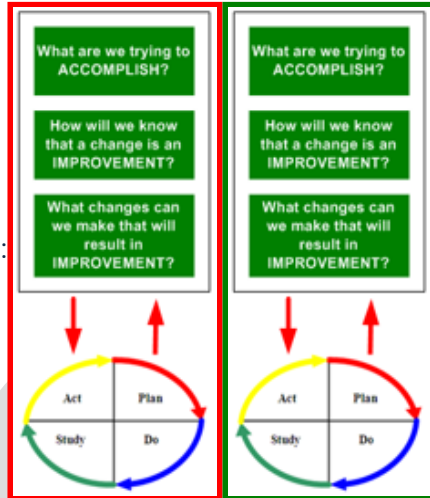 What are we trying to
ACCOMPLISH?
How will we know
that a change is an
IMPROVEMENT?
What changes can
we make that will
result in
IMPROVEMENT?
Act
Plan
Study
Do
What are we trying to
ACCOMPLISH?
How will we know
that a change is an
IMPROVEMENT?
What changes can
we make that will
result in
IMPROVEMENT?
Act
Plan
Study
Do
: